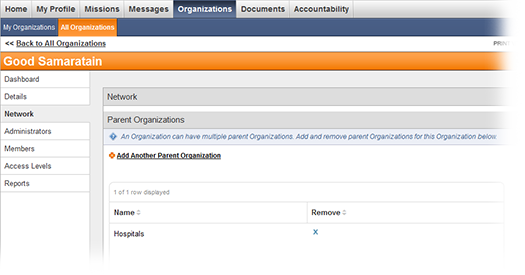 Home My Profile Missions Messages Organizations Documents Accountability
My Organizations All Organizations
<< Back to All Organizations
Good Samaratain
Dashboard
Details
Network
Administrators
Members
Access Levels
Reports
Network
Parent Organizations
An Organization can have multiple parent Organizations. Add and remove parent Organizations for this Organization below
Add Another Parent Organization
1 of 1 row displayed
Name Remove
Hospitals X